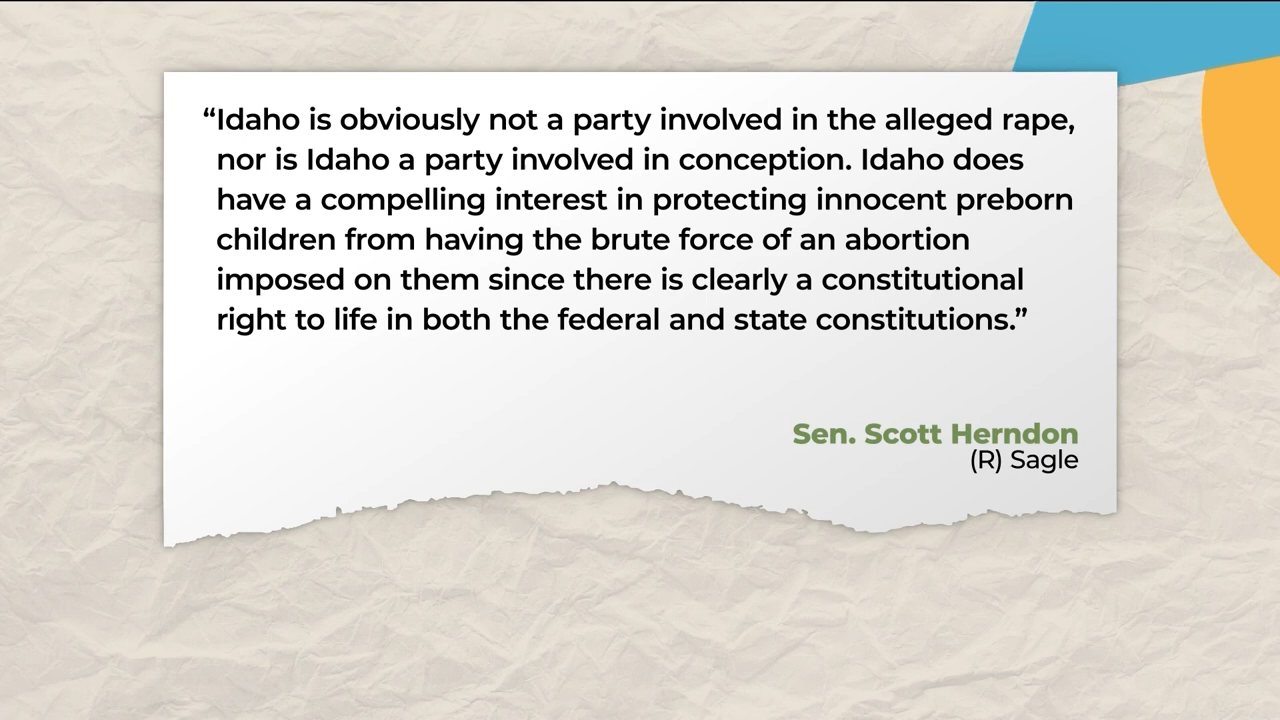 “Idaho is obviously not a party involved in the alleged rape,
nor is Idaho a party involved in conception. Idaho does
have a compelling interest in protecting innocent preborn
children from having the brute force of an abortion
imposed on them since there is clearly a constitutional
right to life in both the federal and state constitutions.”
Sen. Scott Herndon
(R) Sagle